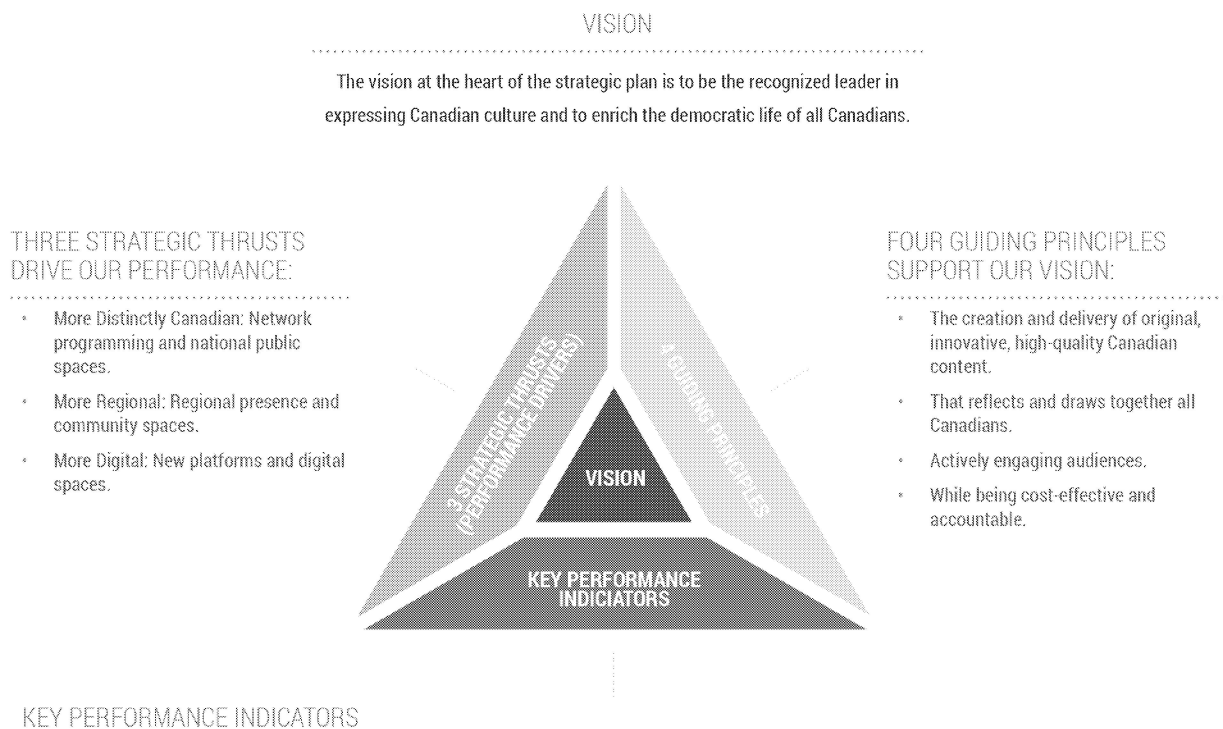 VISION
The vision at the heart of the strategic plan is to be the recognized leader in
expressing Canadian culture and to enrich the democratic life of all Canadians.
THREE STRATEGIC THRUSTS
DRIVE OUR PERFORMANCE:
• More Distinctly Canadian: Network
programming and national public
spaces.
• More Regional: Regional presence and
community spaces.
• More Digital: New platforms and digital
spaces.
3 STRATEGIC THRUSTS
(PERFORMANCE DRIVERS)
4 GUIDING PRINCIPLES
VISION
KEY PERFORMANCE
INDICIATORS
FOUR GUIDING PRINCIPLES
SUPPORT OUR VISION:
• The creation and delivery of original,
innovative, high-quality Canadian
content.
• That reflects and draws together all
Canadians.
• Actively engaging audiences.
• While being cost-effective and
accountable.
KEY PERFORMANCE INDICATORS